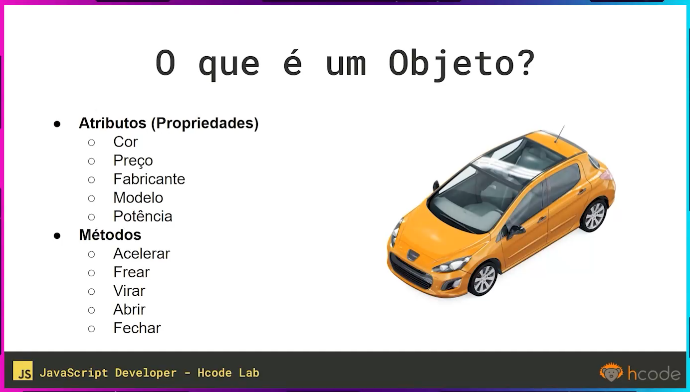 O que é um Objeto?
● Atributos (Propriedades)
○ Cor
○ Preço
○ Fabricante
○ Modelo
○ Potência
● Métodos
○ Acelerar
○ Frear
○ Virar
○ Abrir
○ Fechar
JS JavaScript Developer - Hcode Lab
hcode